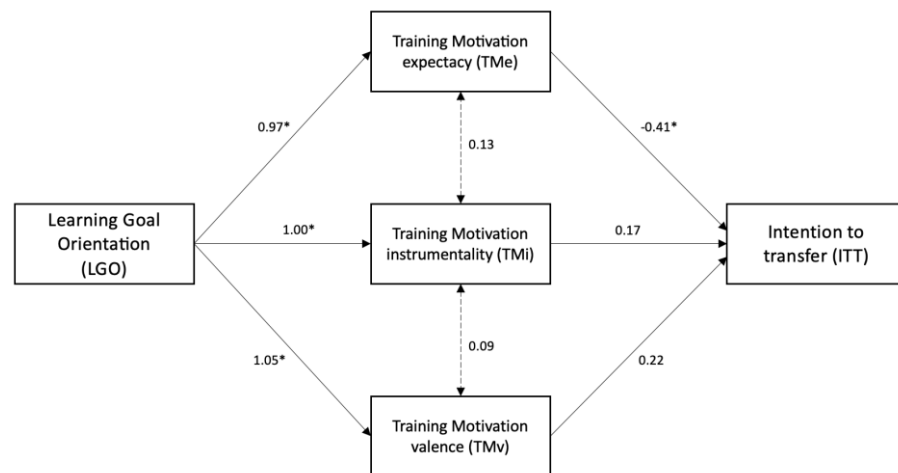 Training Motivation
expectacy (TMe)
0.97*
-0.41*
0.13
Learning Goal
Orientation
(LGO)
1.00*
Training Motivation
instrumentality (TMi)
0.17
Intention to
transfer (ITT)
0.09
1.05*
0.22
Training Motivation
valence (TMv)